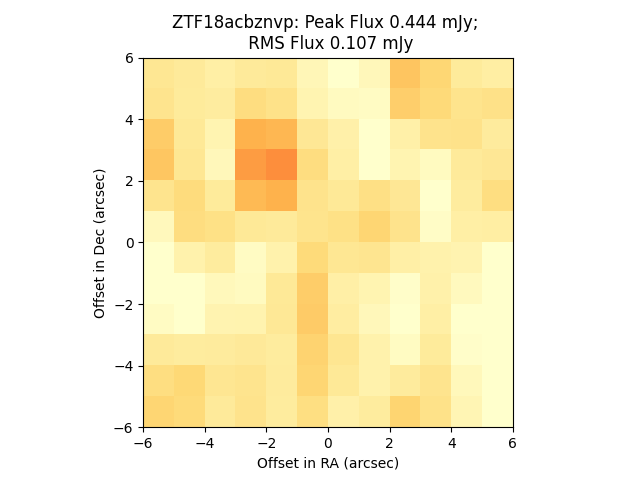 ZTF18acbznvp: Peak Flux 0.444 mJy;
RMS Flux 0.107 mJy
6
4
2
0
−2
−4
−6
Offset in Dec (arcsec)
−6 −4 −2 0 2 4 6
Offset in RA (arcsec)